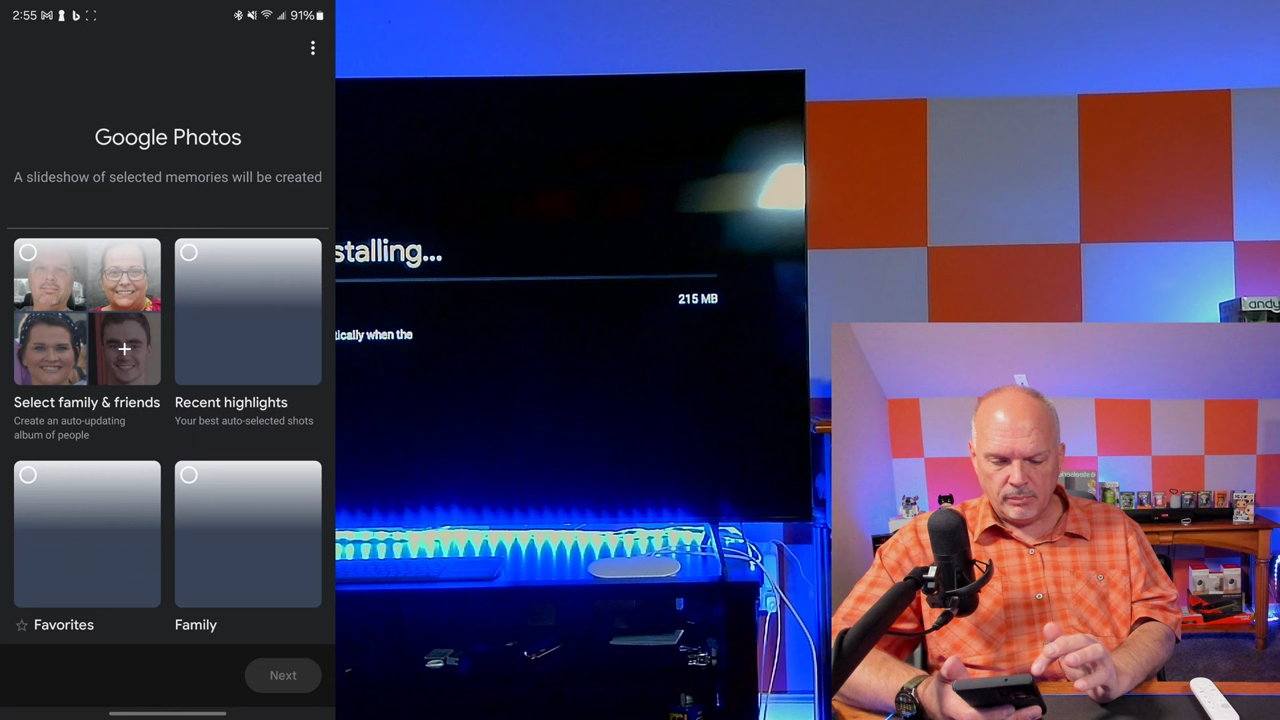 2:55
91%
Google Photos
A slideshow of selected memories will be created
Select family & friends
Create an auto-updating
album of people
Recent highlights
Your best auto-selected shots
Favorites
Family
Next
stalling...
215 MB
tically when the
andy